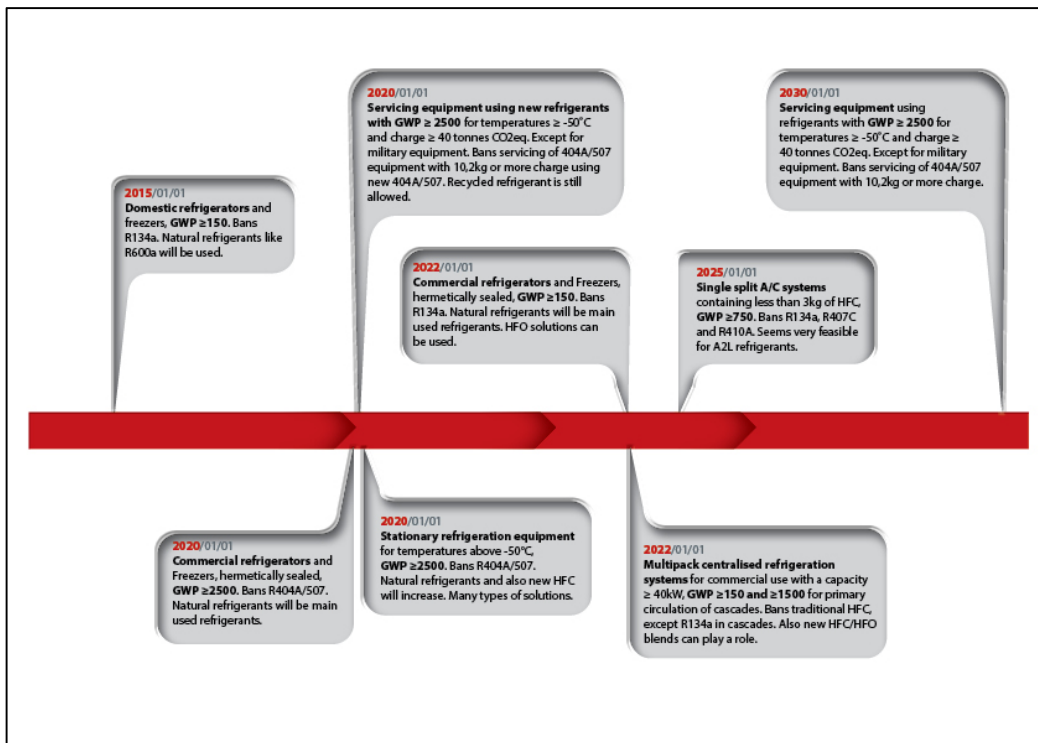 2015/01/01
Domestic refrigerators and
freezers, GWP ≥150. Bans
R134a. Natural refrigerants like
R600a will be used.
2020/01/01
Servicing equipment using new refrigerants
with GWP ≥ 2500 for temperatures ≥ -50˚C
and charge ≥ 40 tonnes CO2eq. Except for
military equipment. Bans servicing of 404A/507
equipment with 10,2kg or more charge using
new 404A/507. Recycled refrigerant is still
allowed.
2022/01/01
Commercial refrigerators and Freezers,
hermetically sealed, GWP ≥150. Bans
R134a. Natural refrigerants will be main
used refrigerants. HFO solutions can
be used.
2025/01/01
Single split A/C systems
containing less than 3kg of HFC,
GWP ≥750. Bans R134a, R407C
and R410A. Seems very feasible
for A2L refrigerants.
2030/01/01
Servicing equipment using
refrigerants with GWP ≥ 2500 for
temperatures ≥ -50˚C and charge ≥
40 tonnes CO2eq. Except for military
equipment. Bans servicing of 404A/507
equipment with 10,2kg or more charge.
2020/01/01
Commercial refrigerators and
Freezers, hermetically sealed,
GWP ≥2500. Bans R404A/507.
Natural refrigerants will be main
used refrigerants.
2020/01/01
Stationary refrigeration equipment
for temperatures above -50°C,
GWP ≥2500. Bans R404A/507.
Natural refrigerants and also new HFC
will increase. Many types of solutions.
2022/01/01
Multipack centralised refrigeration
systems for commercial use with a capacity
≥ 40kW, GWP ≥150 and ≥1500 for primary
circulation of cascades. Bans traditional HFC,
except R134a in cascades. Also new HFC/HFO
blends can play a role.